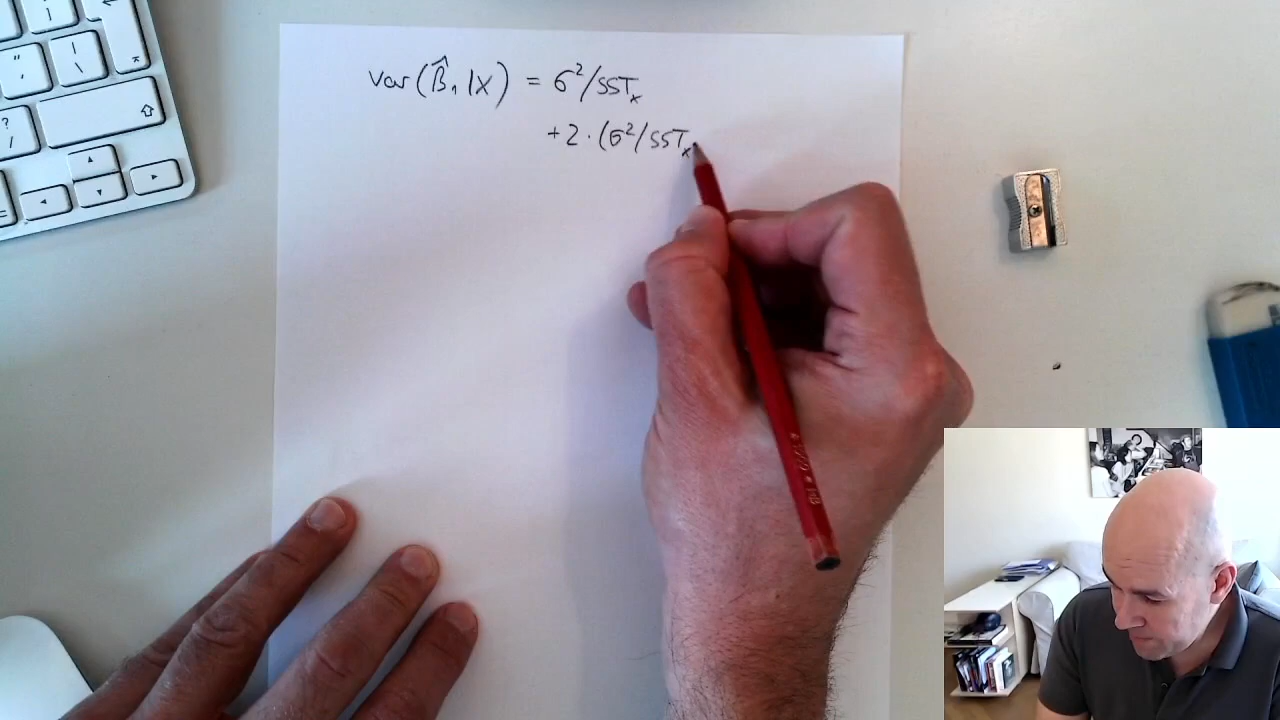 var(β̂₁|X) = σ²/SSTₓ
+2·(σ²/SSTₓ